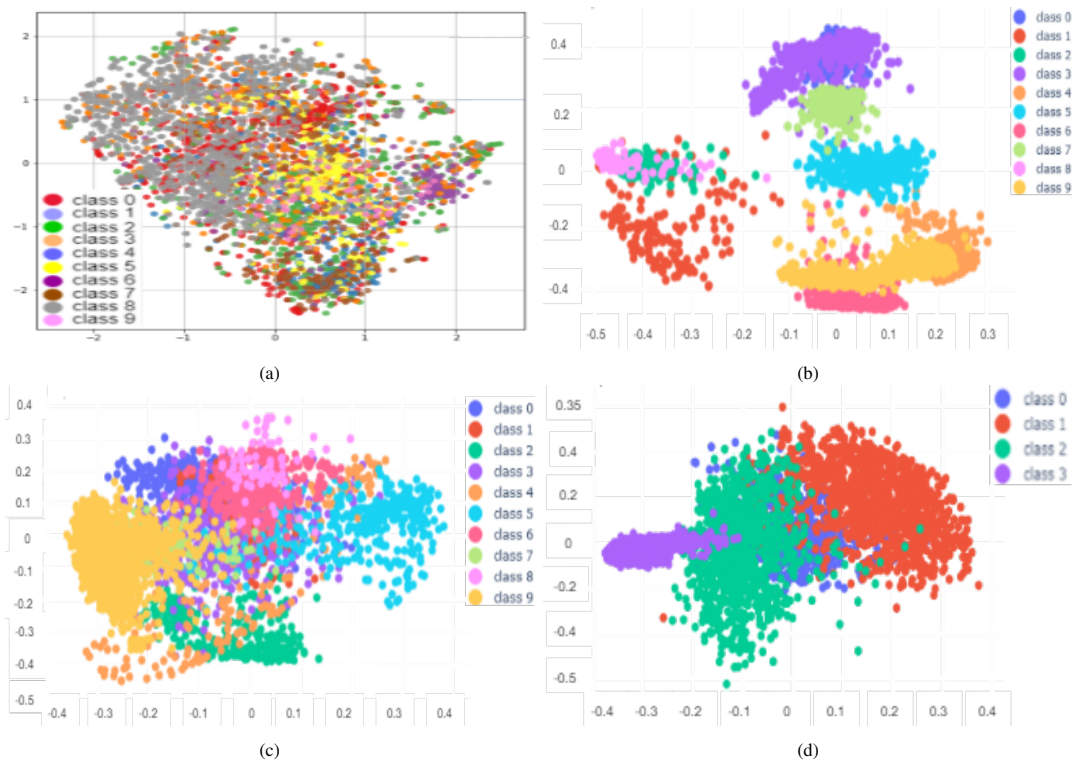 2
1
0
−1
−2
−2
−1
0
1
2
class 0
class 1
class 2
class 3
class 4
class 5
class 6
class 7
class 8
class 9
(a)
0.4
0.2
0
-0.2
-0.4
-0.5 -0.4 -0.3 -0.2 -0.1 0 0.1 0.2 0.3
class 0
class 1
class 2
class 3
class 4
class 5
class 6
class 7
class 8
class 9
(b)
0.4
0.3
0.2
0.1
0
-0.1
-0.2
-0.3
-0.4
-0.5
-0.4 -0.3 -0.2 -0.1 0 0.1 0.2 0.3 0.4
class 0
class 1
class 2
class 3
class 4
class 5
class 6
class 7
class 8
class 9
(c)
0.35
0.4
0.2
0
-0.2
-0.4
-0.5
-0.4 -0.3 -0.2 -0.1 0 0.1 0.2 0.3 0.4
class 0
class 1
class 2
class 3
(d)